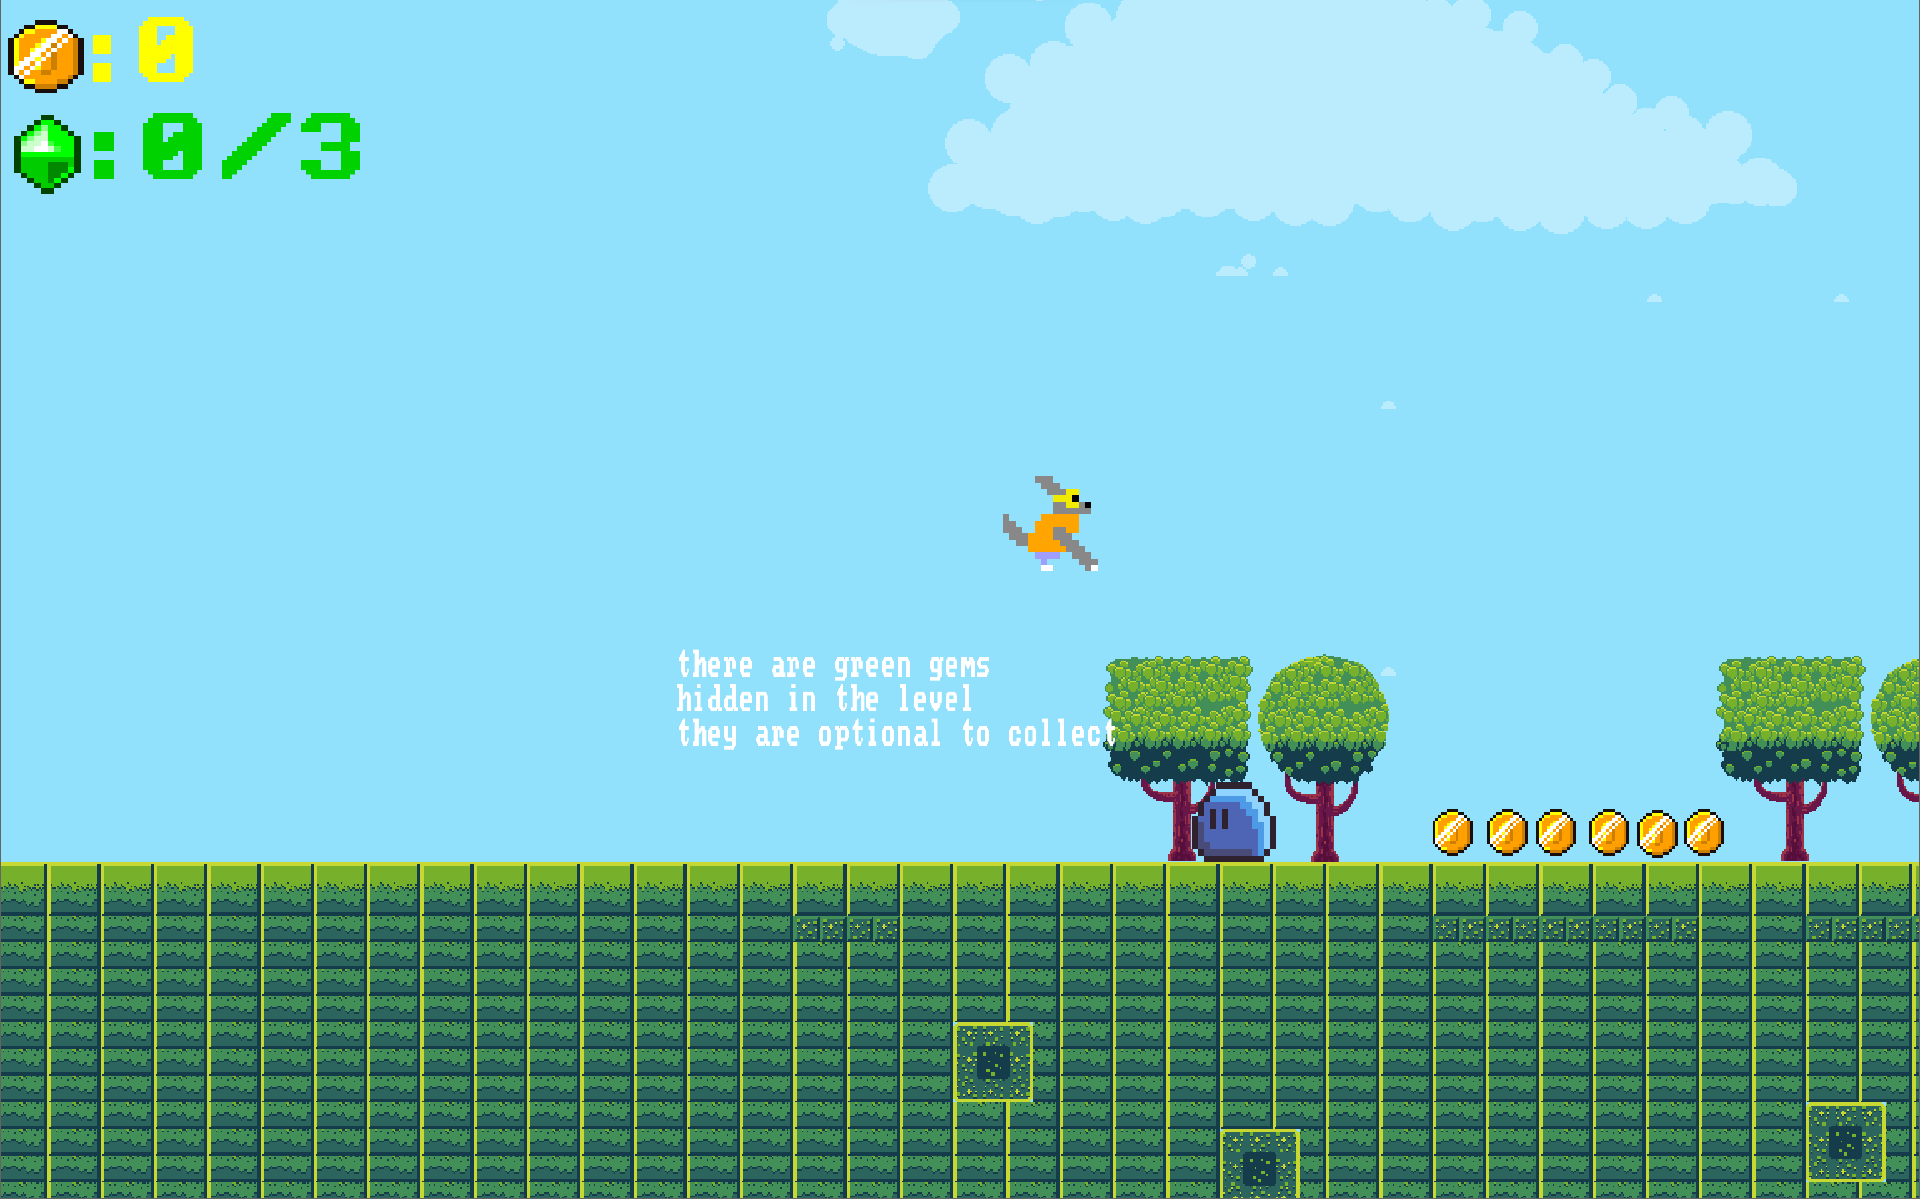 :0
:0/3
there are green gems
hidden in the level
they are optional to collect